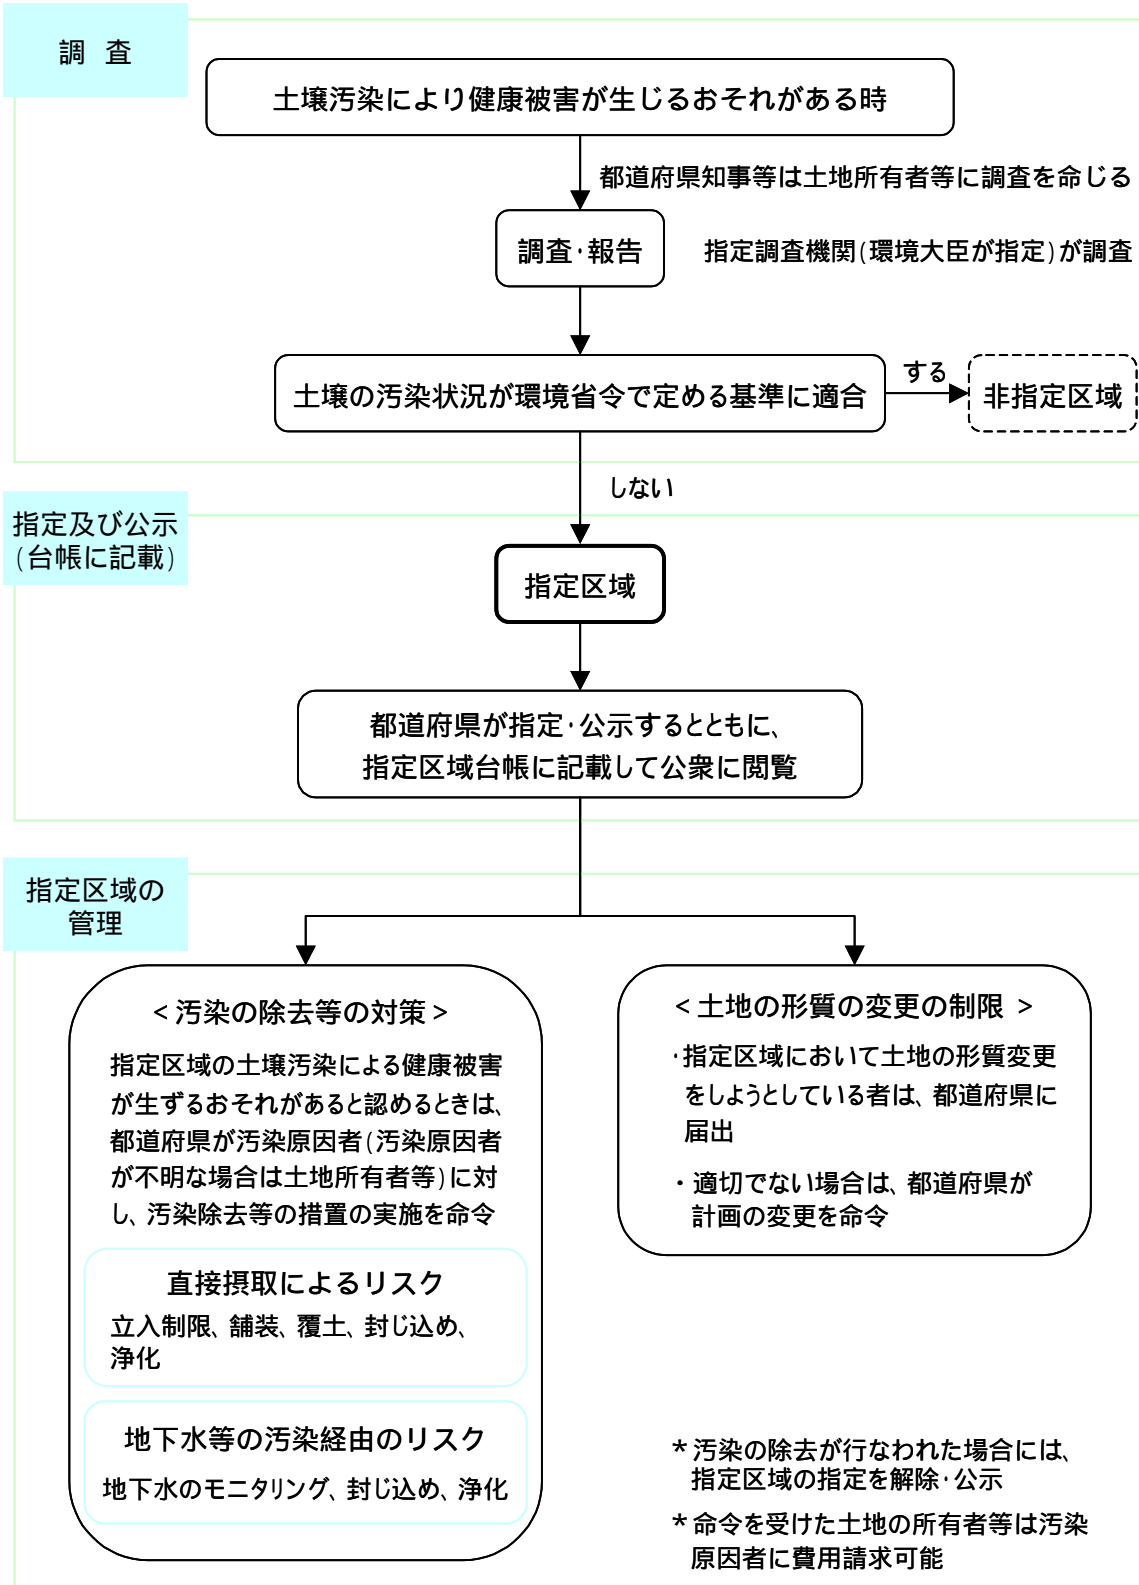 調 査
土壌汚染により健康被害が生じるおそれがある時
都道府県知事等は土地所有者等に調査を命じる
調査・報告
指定調査機関(環境大臣が指定)が調査
土壌の汚染状況が環境省令で定める基準に適合
する
非指定区域
しない
指定及び公示
(台帳に記載)
指定区域
都道府県が指定・公示するとともに、
指定区域台帳に記載して公衆に閲覧
指定区域の
管理
<汚染の除去等の対策>
指定区域の土壌汚染による健康被害
が生ずるおそれがあると認めるときは、
都道府県が汚染原因者(汚染原因者
が不明な場合は土地所有者等)に対
し、汚染除去等の措置の実施を命令
直接摂取によるリスク
立入制限、舗装、覆土、封じ込め、
浄化
地下水等の汚染経由のリスク
地下水のモニタリング、封じ込め、浄化
<土地の形質の変更の制限 >
・指定区域において土地の形質変更
をしようとしている者は、都道府県に
届出
・適切でない場合は、都道府県が
計画の変更を命令
*汚染の除去が行なわれた場合には、
指定区域の指定を解除・公示
*命令を受けた土地の所有者等は汚染
原因者に費用請求可能